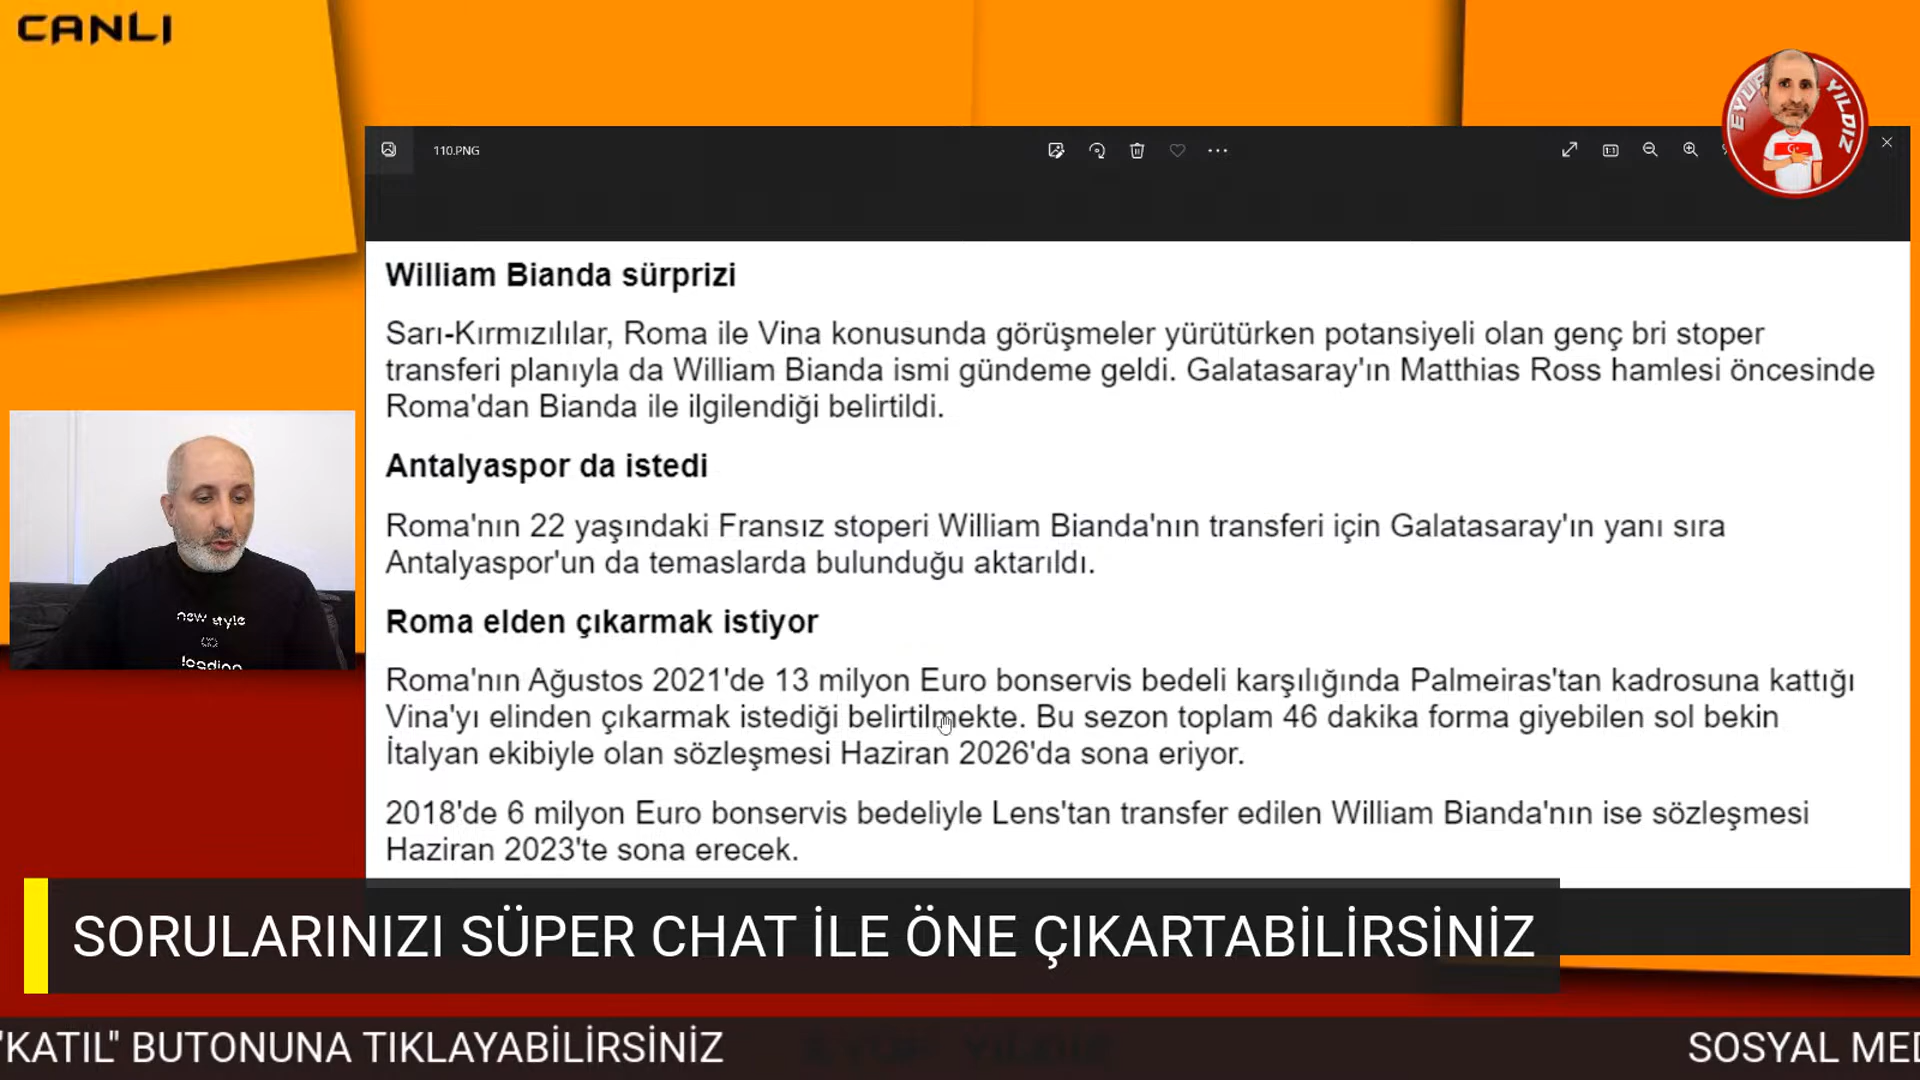 CANLI
EYÜP YILDIZ
110.PNG
William Bianda sürprizi
Sarı-Kırmızılılar, Roma ile Vina konusunda görüşmeler yürütürken potansiyeli olan genç bri stoper
transferi planıyla da William Bianda ismi gündeme geldi. Galatasaray'ın Matthias Ross hamlesi öncesinde
Roma'dan Bianda ile ilgilendiği belirtildi.
Antalyaspor da istedi
Roma'nın 22 yaşındaki Fransız stoperi William Bianda'nın transferi için Galatasaray'ın yanı sıra
Antalyaspor'un da temaslarda bulunduğu aktarıldı.
Roma elden çıkarmak istiyor
Roma'nın Ağustos 2021'de 13 milyon Euro bonservis bedeli karşılığında Palmeiras'tan kadrosuna kattığı
Vina'yı elinden çıkarmak istediği belirtilmekte. Bu sezon toplam 46 dakika forma giyebilen sol bekin
İtalyan ekibiyle olan sözleşmesi Haziran 2026'da sona eriyor.
2018'de 6 milyon Euro bonservis bedeliyle Lens'tan transfer edilen William Bianda'nın ise sözleşmesi
Haziran 2023'te sona erecek.
new style
loading
SORULARINIZI SÜPER CHAT İLE ÖNE ÇIKARTABİLİRSİNİZ
"KATIL" BUTONUNA TIKLAYABİLİRSİNİZ
SOSYAL MED